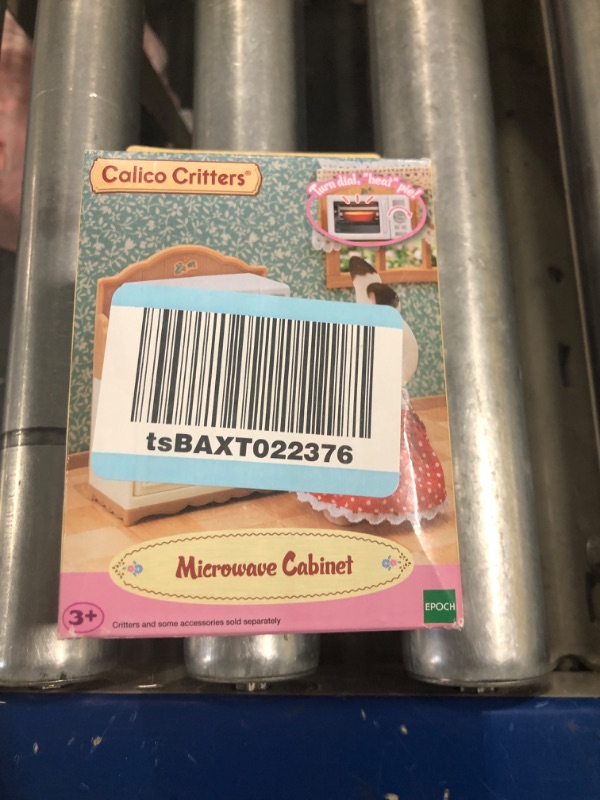 Calico Critters®
Turn dial, "heat" pie!
tsBAXT022376
Microwave Cabinet
3+
Critters and some accessories sold separately
EPOCH